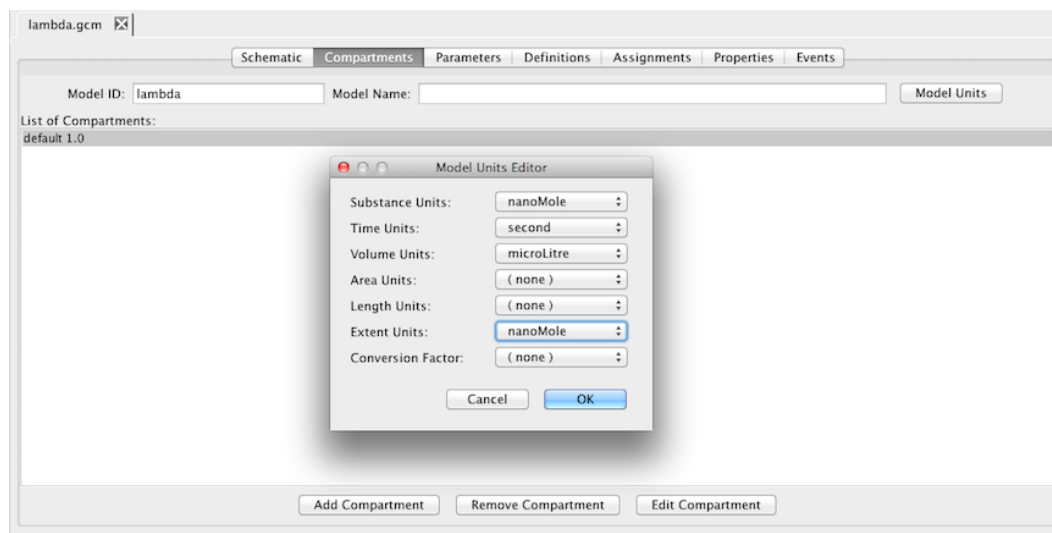 lambda.gcm
Schematic Compartments Parameters Definitions Assignments Properties Events
Model ID: lambda Model Name: Model Units
List of Compartments:
default 1.0
Model Units Editor
Substance Units: nanoMole
Time Units: second
Volume Units: microLitre
Area Units: ( none )
Length Units: ( none )
Extent Units: nanoMole
Conversion Factor: ( none )
Cancel OK
Add Compartment Remove Compartment Edit Compartment